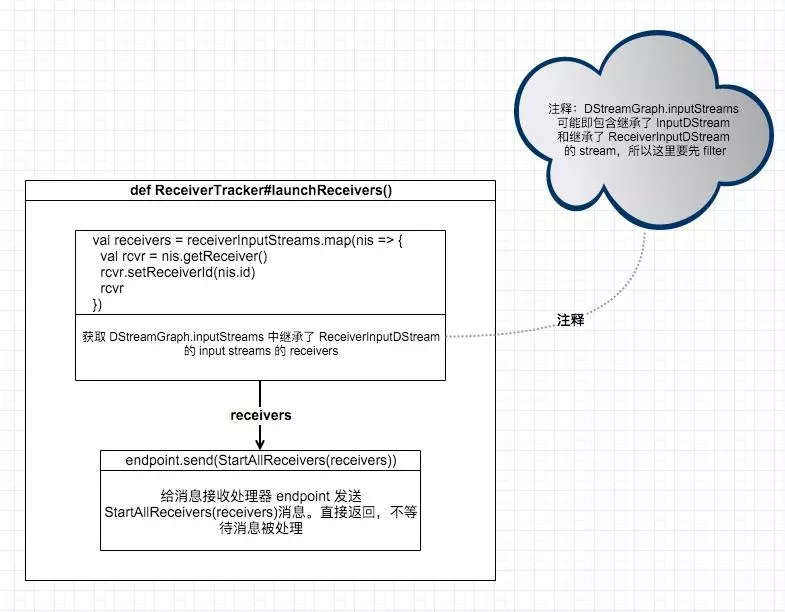 注释：DStreamGraph.inputStreams
可能即包含继承了 InputDStream
和继承了 ReceiverInputDStream
的 stream，所以这里要先 filter
def ReceiverTracker#launchReceivers()
val receivers = receiverInputStreams.map(nis => {
val rcvr = nis.getReceiver()
rcvr.setReceiverId(nis.id)
rcvr
})
获取 DStreamGraph.inputStreams 中继承了 ReceiverInputDStream
的 input streams 的 receivers
注释
receivers
endpoint.send(StartAllReceivers(receivers))
给消息接收处理器 endpoint 发送
StartAllReceivers(receivers)消息。直接返回，不等
待消息被处理